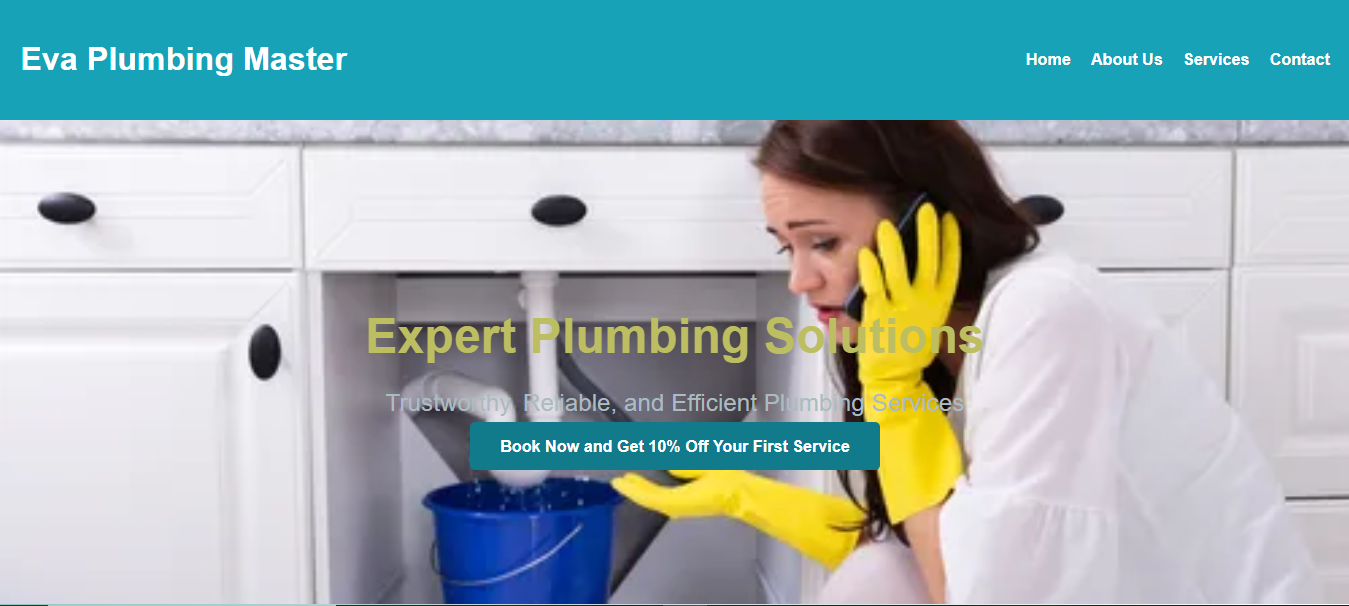 Eva Plumbing Master
Home About Us Services Contact
Expert Plumbing Solutions
Trustworthy, Reliable, and Efficient Plumbing Services
Book Now and Get 10% Off Your First Service